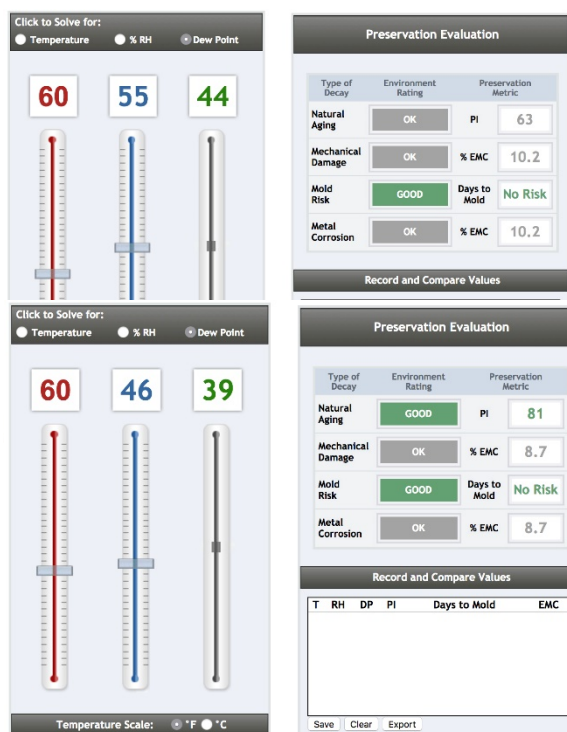 Click to Solve for:
Temperature % RH Dew Point
60 55 44
Preservation Evaluation
Type of Decay Environment Rating Preservation Metric
Natural Aging OK PI 63
Mechanical Damage OK % EMC 10.2
Mold Risk GOOD Days to Mold No Risk
Metal Corrosion OK % EMC 10.2
Record and Compare Values
Click to Solve for:
Temperature % RH Dew Point
60 46 39
Temperature Scale: °F °C
Preservation Evaluation
Type of Decay Environment Rating Preservation Metric
Natural Aging GOOD PI 81
Mechanical Damage OK % EMC 8.7
Mold Risk GOOD Days to Mold No Risk
Metal Corrosion OK % EMC 8.7
Record and Compare Values
T RH DP PI Days to Mold EMC
Save Clear Export